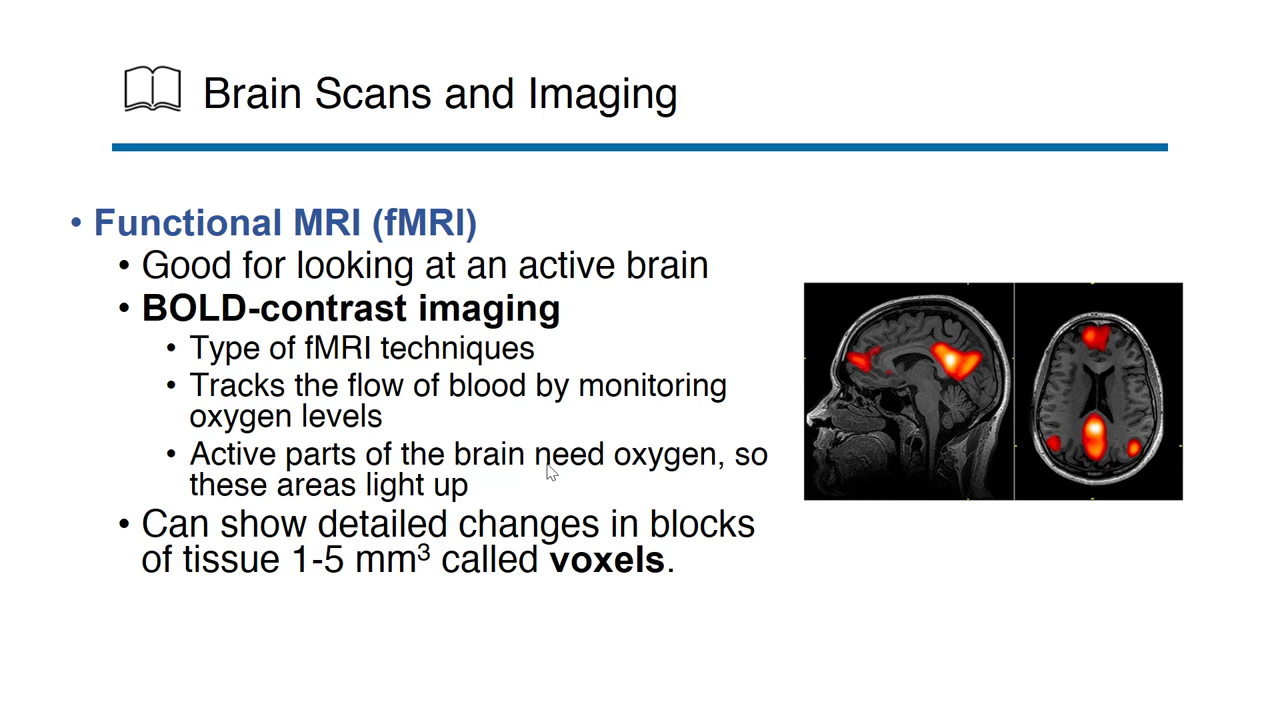 Brain Scans and Imaging
• Functional MRI (fMRI)
• Good for looking at an active brain
• BOLD-contrast imaging
• Type of fMRI techniques
• Tracks the flow of blood by monitoring
oxygen levels
• Active parts of the brain need oxygen, so
these areas light up
• Can show detailed changes in blocks
of tissue 1-5 mm³ called voxels.